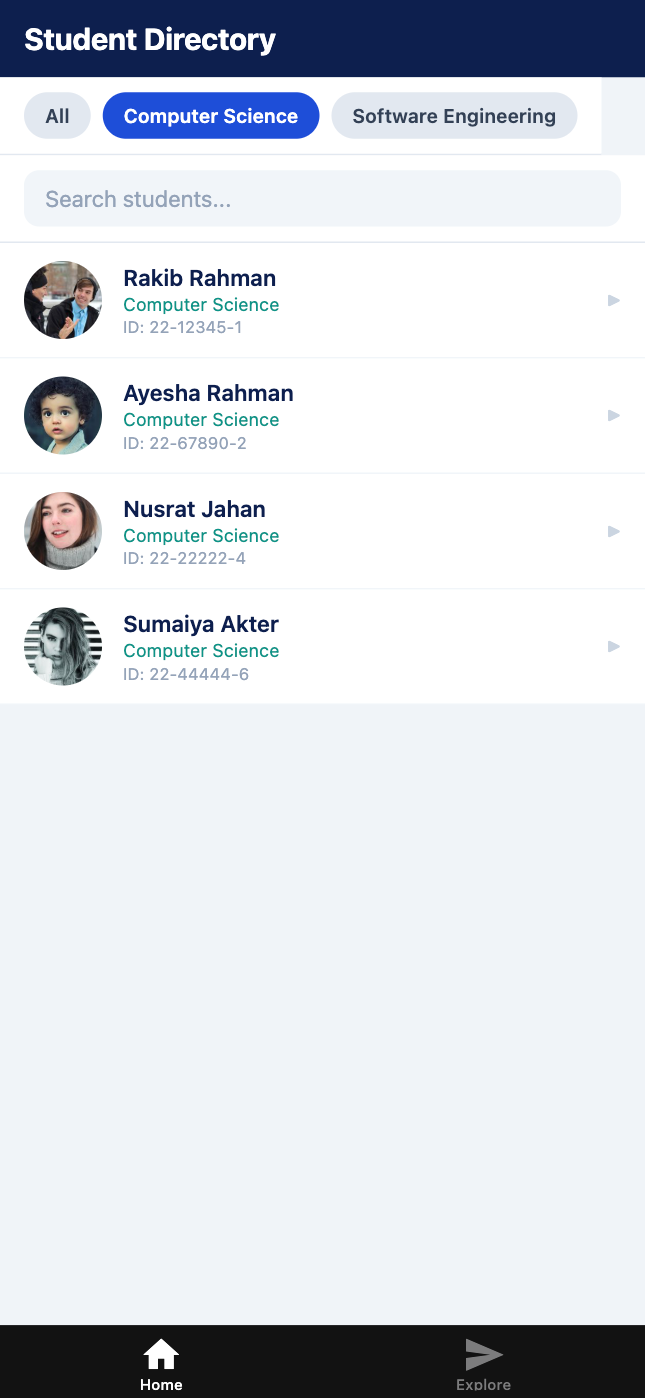 Student Directory
All
Computer Science
Software Engineering
Search students...
Rakib Rahman
Computer Science
ID: 22-12345-1
Ayesha Rahman
Computer Science
ID: 22-67890-2
Nusrat Jahan
Computer Science
ID: 22-22222-4
Sumaiya Akter
Computer Science
ID: 22-44444-6
Home
Explore